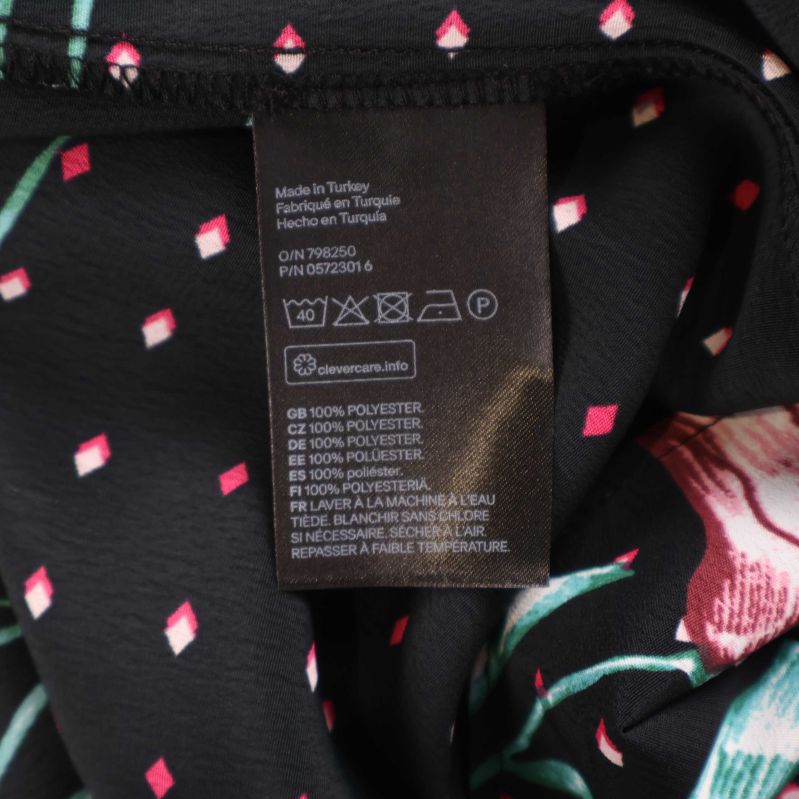 Made in Turkey
Fabriqué en Turquie
Hecho en Turquía
O/N 798250
P/N 0572301 6
40 P
clevercare.info
GB 100% POLYESTER.
CZ 100% POLYESTER.
DE 100% POLYESTER.
EE 100% POLÜESTER.
ES 100% poliéster.
FI 100% POLYESTERIÄ.
FR LAVER À LA MACHINE À L'EAU
TIÈDE. BLANCHIR SANS CHLORE
SI NÉCESSAIRE. SÉCHER À L'AIR.
REPASSER À FAIBLE TEMPÉRATURE.